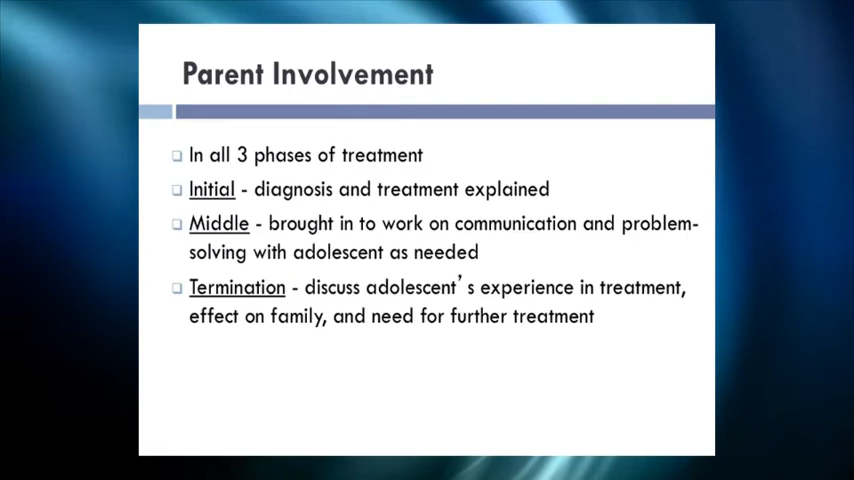 Parent Involvement
In all 3 phases of treatment
Initial - diagnosis and treatment explained
Middle - brought in to work on communication and problem-
solving with adolescent as needed
Termination - discuss adolescent’s experience in treatment,
effect on family, and need for further treatment